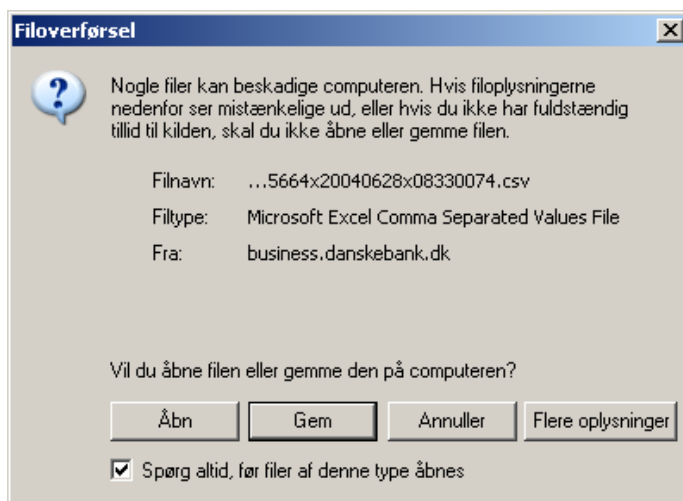 Filoverførsel
Nogle filer kan beskadige computeren. Hvis filoplysningerne
nedenfor ser mistænkelige ud, eller hvis du ikke har fuldstændig
tillid til kilden, skal du ikke åbne eller gemme filen.
Filnavn: ...5664x20040628x08330074.csv
Filtype: Microsoft Excel Comma Separated Values File
Fra: business.danskebank.dk
Vil du åbne filen eller gemme den på computeren?
Åbn Gem Annuller Flere oplysninger
Spørg altid, før filer af denne type åbnes